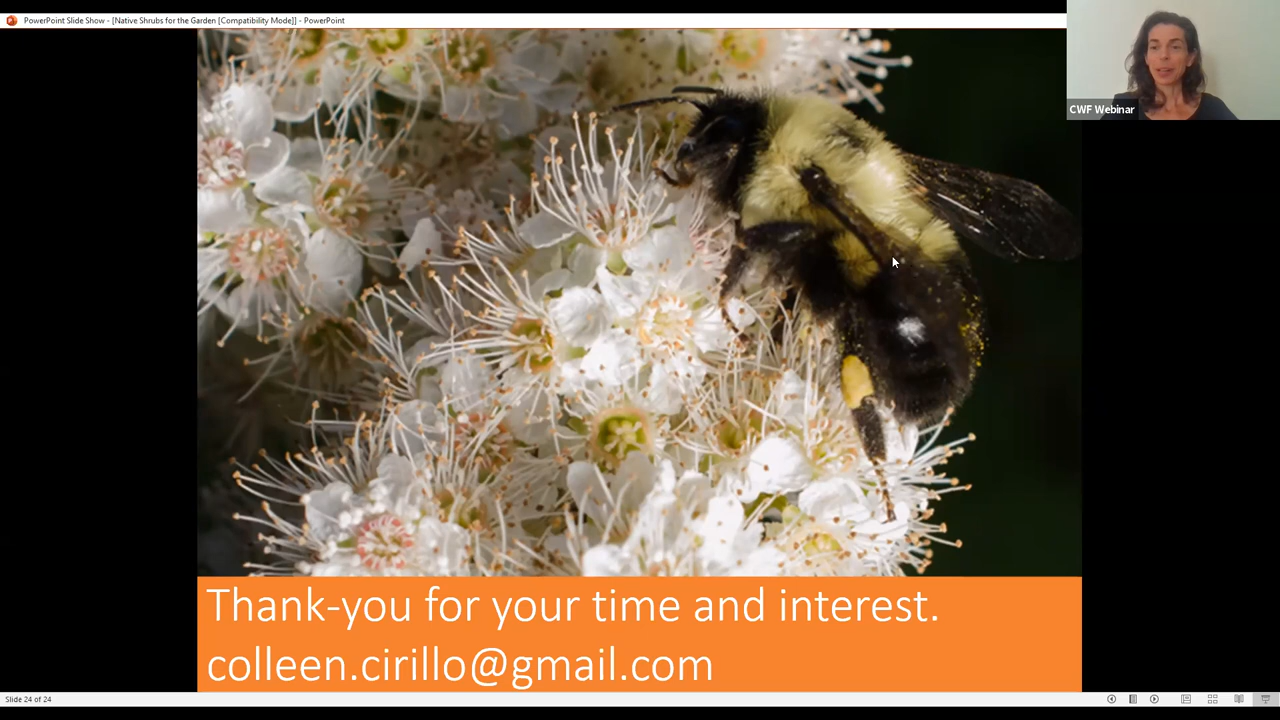 PowerPoint Slide Show - [Native Shrubs for the Garden [Compatibility Mode]] - PowerPoint
CWF Webinar
Thank-you for your time and interest.
colleen.cirillo@gmail.com
Slide 24 of 24